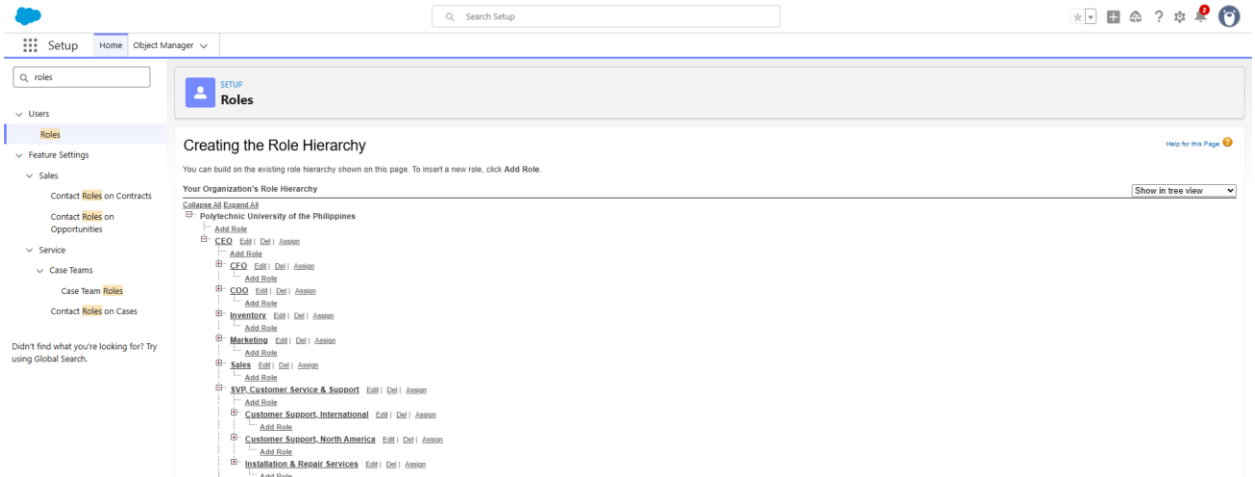 Search Setup
2
Setup Home Object Manager
roles
Users
Roles
Feature Settings
Sales
Contact Roles on Contracts
Contact Roles on
Opportunities
Service
Case Teams
Case Team Roles
Contact Roles on Cases
Didn't find what you're looking for? Try
using Global Search.
SETUP
Roles
Creating the Role Hierarchy
Help for this Page
You can build on the existing role hierarchy shown on this page. To insert a new role, click Add Role.
Your Organization's Role Hierarchy
Show in tree view
Collapse All Expand All
Polytechnic University of the Philippines
Add Role
CEO Edit | Del | Assign
Add Role
CFO Edit | Del | Assign
Add Role
COO Edit | Del | Assign
Add Role
Inventory Edit | Del | Assign
Add Role
Marketing Edit | Del | Assign
Add Role
Sales Edit | Del | Assign
Add Role
SVP, Customer Service & Support Edit | Del | Assign
Add Role
Customer Support, International Edit | Del | Assign
Add Role
Customer Support, North America Edit | Del | Assign
Add Role
Installation & Repair Services Edit | Del | Assign
Add Role